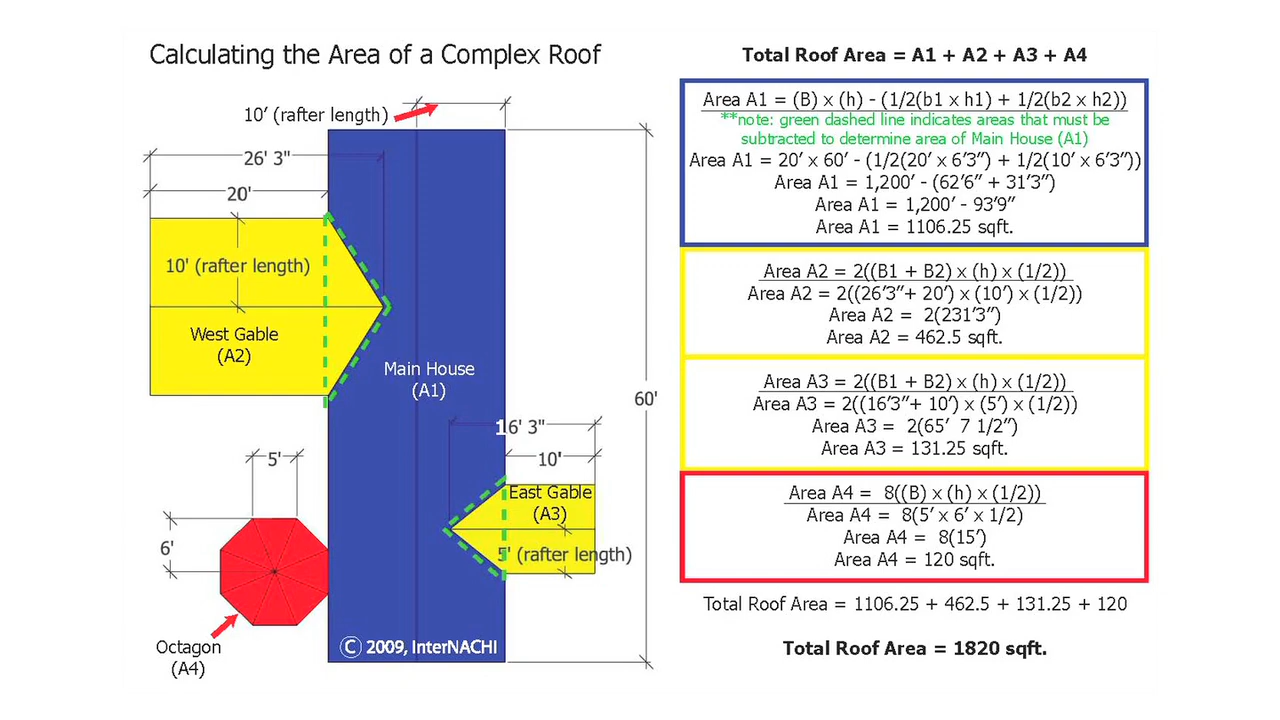 Calculating the Area of a Complex Roof
10’ (rafter length)
26' 3"
20'
10' (rafter length)
West Gable
(A2)
Main House
(A1)
60'
16' 3"
10'
East Gable
(A3)
5' (rafter length)
5'
6'
Octagon
(A4)
© 2009, InterNACHI
Total Roof Area = A1 + A2 + A3 + A4
Area A1 = (B) x (h) - (1/2(b1 x h1) + 1/2(b2 x h2))
**note: green dashed line indicates areas that must be
subtracted to determine area of Main House (A1)
Area A1 = 20’ x 60’ - (1/2(20’ x 6’3”) + 1/2(10’ x 6’3”))
Area A1 = 1,200’ - (62’6” + 31’3”)
Area A1 = 1,200’ - 93’9”
Area A1 = 1106.25 sqft.
Area A2 = 2((B1 + B2) x (h) x (1/2))
Area A2 = 2((26’3”+ 20’) x (10’) x (1/2))
Area A2 = 2(231’3”)
Area A2 = 462.5 sqft.
Area A3 = 2((B1 + B2) x (h) x (1/2))
Area A3 = 2((16’3”+ 10’) x (5’) x (1/2))
Area A3 = 2(65’ 7 1/2”)
Area A3 = 131.25 sqft.
Area A4 = 8((B) x (h) x (1/2))
Area A4 = 8(5’ x 6’ x 1/2)
Area A4 = 8(15’)
Area A4 = 120 sqft.
Total Roof Area = 1106.25 + 462.5 + 131.25 + 120
Total Roof Area = 1820 sqft.